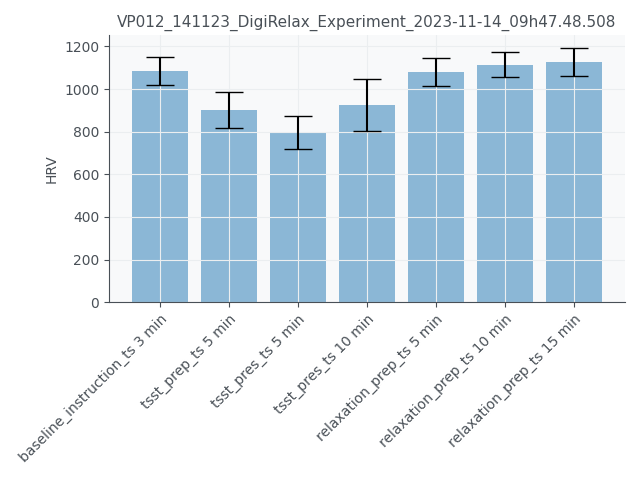 VP012_141123_DigiRelax_Experiment_2023-11-14_09h47.48.508
1200
1000
800
600
400
200
0
HRV
baseline_instruction_ts 3 min
tsst_prep_ts 5 min
tsst_pres_ts 5 min
tsst_pres_ts 10 min
relaxation_prep_ts 5 min
relaxation_prep_ts 10 min
relaxation_prep_ts 15 min